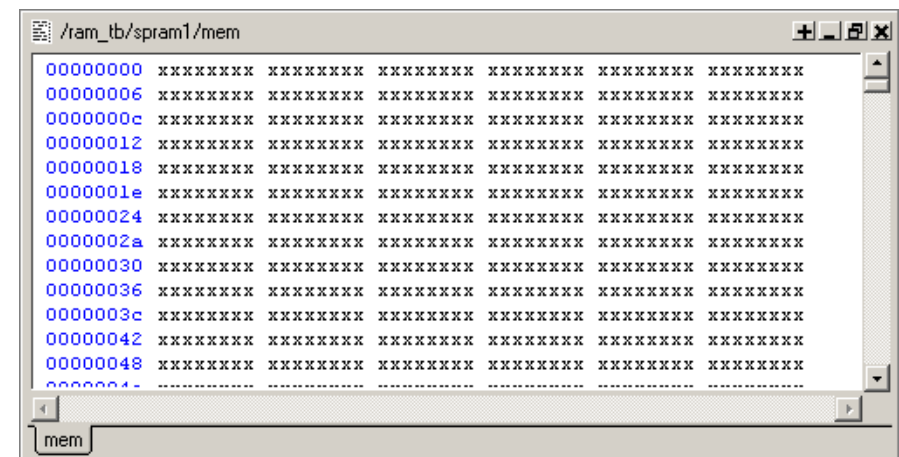 /ram_tb/spram1/mem
00000000 xxxxxxxx xxxxxxxx xxxxxxxx xxxxxxxx xxxxxxxx xxxxxxxx
00000006 xxxxxxxx xxxxxxxx xxxxxxxx xxxxxxxx xxxxxxxx xxxxxxxx
0000000c xxxxxxxx xxxxxxxx xxxxxxxx xxxxxxxx xxxxxxxx xxxxxxxx
00000012 xxxxxxxx xxxxxxxx xxxxxxxx xxxxxxxx xxxxxxxx xxxxxxxx
00000018 xxxxxxxx xxxxxxxx xxxxxxxx xxxxxxxx xxxxxxxx xxxxxxxx
0000001e xxxxxxxx xxxxxxxx xxxxxxxx xxxxxxxx xxxxxxxx xxxxxxxx
00000024 xxxxxxxx xxxxxxxx xxxxxxxx xxxxxxxx xxxxxxxx xxxxxxxx
0000002a xxxxxxxx xxxxxxxx xxxxxxxx xxxxxxxx xxxxxxxx xxxxxxxx
00000030 xxxxxxxx xxxxxxxx xxxxxxxx xxxxxxxx xxxxxxxx xxxxxxxx
00000036 xxxxxxxx xxxxxxxx xxxxxxxx xxxxxxxx xxxxxxxx xxxxxxxx
0000003c xxxxxxxx xxxxxxxx xxxxxxxx xxxxxxxx xxxxxxxx xxxxxxxx
00000042 xxxxxxxx xxxxxxxx xxxxxxxx xxxxxxxx xxxxxxxx xxxxxxxx
00000048 xxxxxxxx xxxxxxxx xxxxxxxx xxxxxxxx xxxxxxxx xxxxxxxx
mem